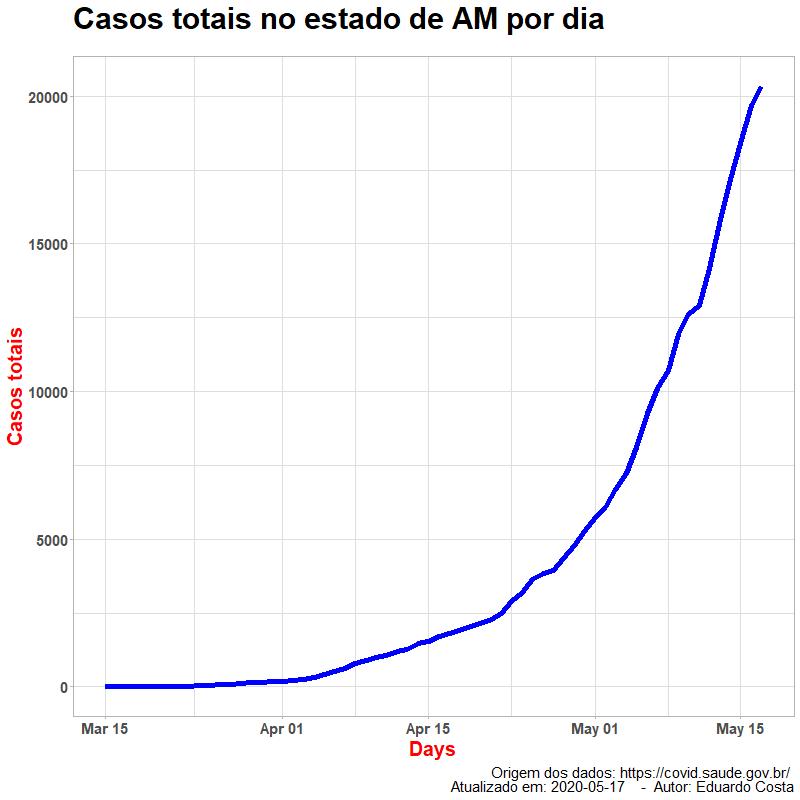 Casos totais no estado de AM por dia
20000
15000
10000
5000
0
Casos totais
Mar 15 Apr 01 Apr 15 May 01 May 15
Days
Origem dos dados: https://covid.saude.gov.br/
Atualizado em: 2020-05-17 - Autor: Eduardo Costa